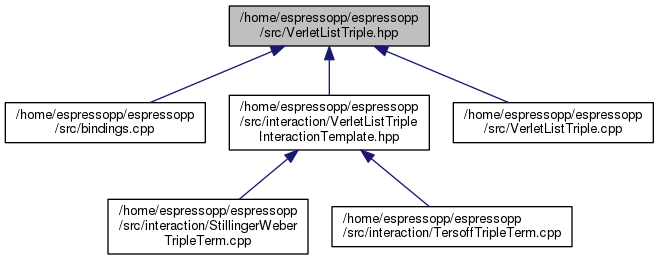 /home/espressopp/espressopp
/src/VerletListTriple.hpp
/home/espressopp/espressopp
/src/bindings.cpp
/home/espressopp/espressopp
/src/interaction/VerletListTriple
InteractionTemplate.hpp
/home/espressopp/espressopp
/src/VerletListTriple.cpp
/home/espressopp/espressopp
/src/interaction/StillingerWeber
TripleTerm.cpp
/home/espressopp/espressopp
/src/interaction/TersoffTripleTerm.cpp